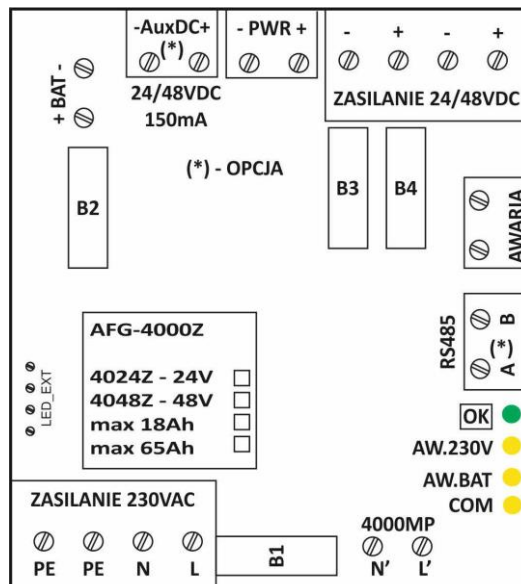 -AuxDC+
(*)
24/48VDC
150mA
- PWR +
- + - +
ZASILANIE 24/48VDC
+ BAT -
(*) - OPCJA
B2
B3
B4
AWARIA
RS485
B
(*)
A
AFG-4000Z
4024Z - 24V
4048Z - 48V
max 18Ah
max 65Ah
LED_EXT
OK
AW.230V
AW.BAT
COM
ZASILANIE 230VAC
PE PE N L
B1
4000MP
N' L'